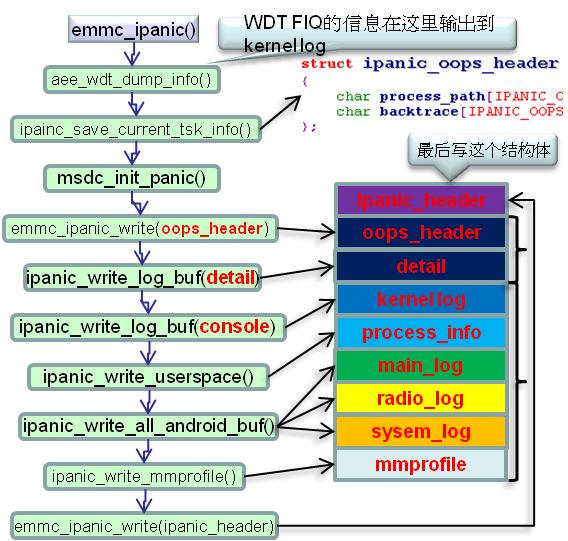 emmc_ipanic()
WDT FIQ的信息在这里输出到
kernel log
aee_wdt_dump_info()
struct ipanic_oops_header
{
char process_path[IPANIC_O
char backtrace[IPANIC_OOPS
};
ipainc_save_current_tsk_info()
最后写这个结构体
msdc_init_panic()
ipanic_header
emmc_ipanic_write(oops_header)
oops_header
ipanic_write_log_buf(detail)
detail
ipanic_write_log_buf(console)
kernel log
process_info
ipanic_write_userspace()
main_log
radio_log
ipanic_write_all_android_buf()
sysem_log
ipanic_write_mmprofile()
mmprofile
emmc_ipanic_write(ipanic_header)